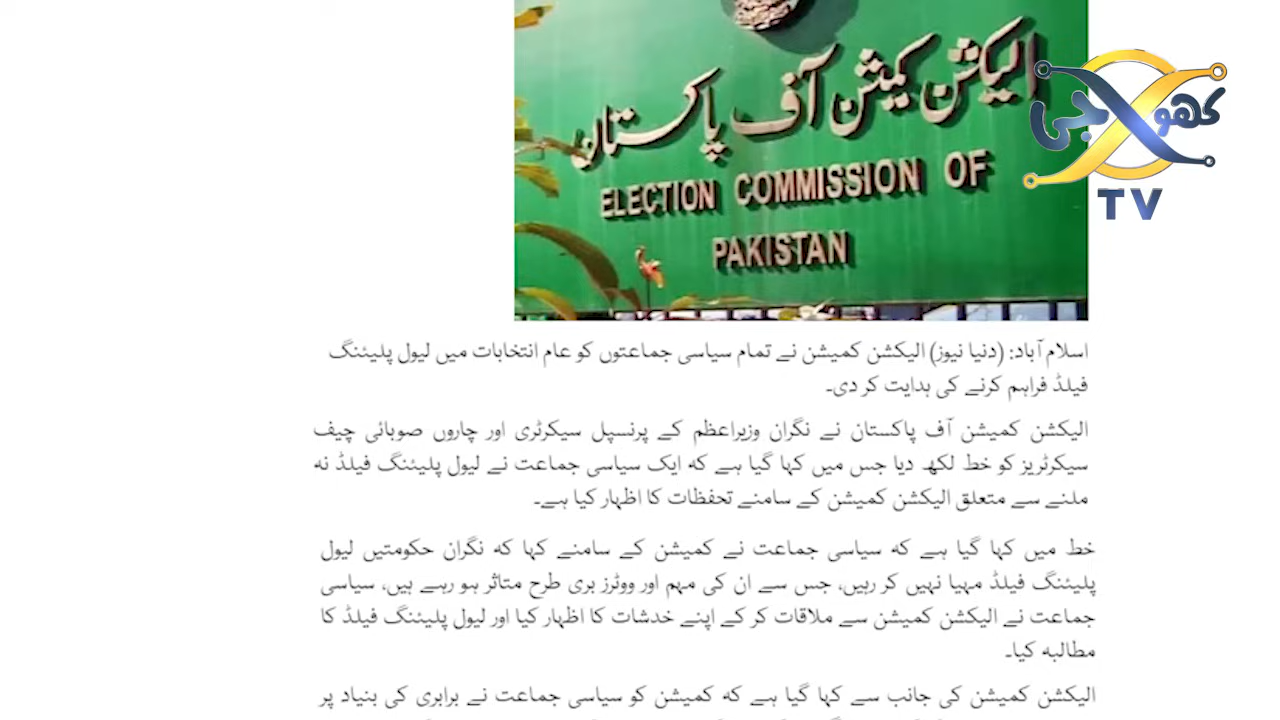 الیکشن کمیشن آف پاکستان
ELECTION COMMISSION OF
PAKISTAN
کھوجی
TV
اسلام آباد: (دنیا نیوز) الیکشن کمیشن نے تمام سیاسی جماعتوں کو عام انتخابات میں لیول پلیئنگ
فیلڈ فراہم کرنے کی ہدایت کر دی۔
الیکشن کمیشن آف پاکستان نے نگران وزیراعظم کے پرنسپل سیکرٹری اور چاروں صوبائی چیف
سیکرٹریز کو خط لکھ دیا جس میں کہا گیا ہے کہ ایک سیاسی جماعت نے لیول پلیئنگ فیلڈ نہ
ملنے سے متعلق الیکشن کمیشن کے سامنے تحفظات کا اظہار کیا ہے۔
خط میں کہا گیا ہے کہ سیاسی جماعت نے کمیشن کے سامنے کہا کہ نگران حکومتیں لیول
پلیئنگ فیلڈ مہیا نہیں کر رہیں، جس سے ان کی مہم اور ووٹرز بری طرح متاثر ہو رہے ہیں، سیاسی
جماعت نے الیکشن کمیشن سے ملاقات کر کے اپنے خدشات کا اظہار کیا اور لیول پلیئنگ فیلڈ کا
مطالبہ کیا۔
الیکشن کمیشن کی جانب سے کہا گیا ہے کہ کمیشن کو سیاسی جماعت نے برابری کی بنیاد پر